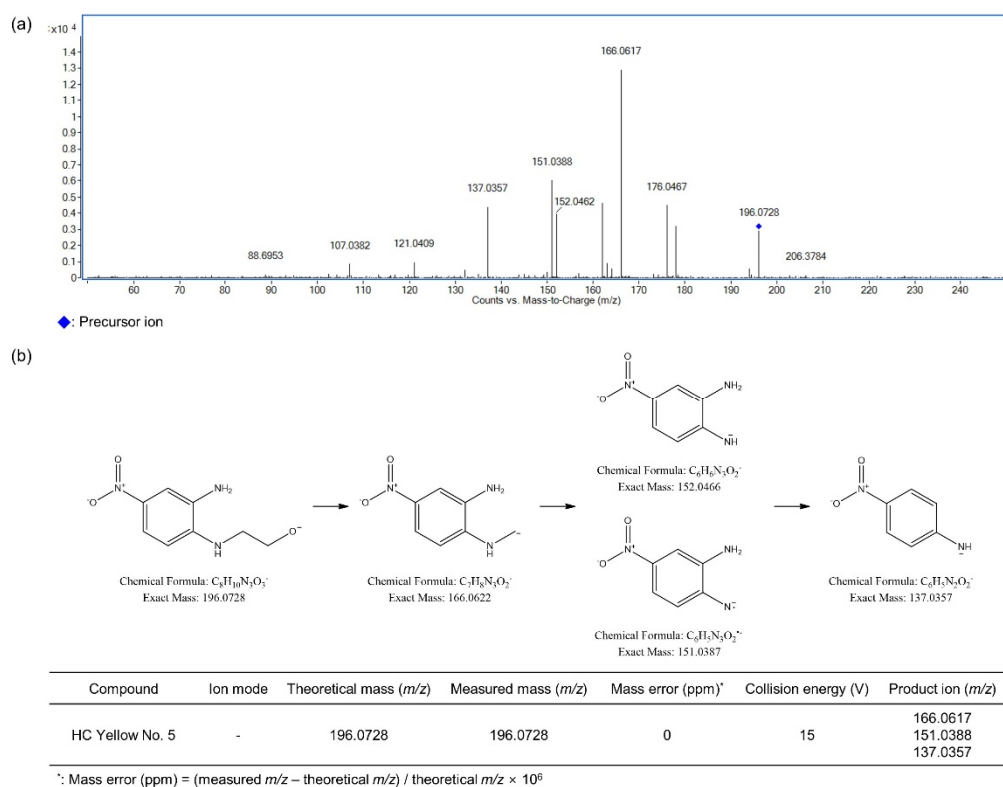 (a)
:x10 4
1.4
1.3
1.2
1.1
1
0.9
0.8
0.7
0.6
0.5
0.4
0.3
0.2
0.1
0
166.0617
151.0388
137.0357
152.0462
176.0467
196.0728
107.0382
121.0409
88.6953
206.3784
60 70 80 90 100 110 120 130 140 150 160 170 180 190 200 210 220 230 240
Counts vs. Mass-to-Charge (m/z)
◆: Precursor ion
(b)
O
N+
-O
NH2
NH
Chemical Formula: C6H6N3O2-
Exact Mass: 152.0466
O
N+
-O
NH2
N
H
O-
Chemical Formula: C8H10N3O3-
Exact Mass: 196.0728
O
N+
-O
NH2
N
H
-
Chemical Formula: C7H8N3O2-
Exact Mass: 166.0622
O
N+
-O
NH2
N
Chemical Formula: C6H5N3O2•-
Exact Mass: 151.0387
O
N+
-O
NH
-
Chemical Formula: C6H5N2O2-
Exact Mass: 137.0357
Compound Ion mode Theoretical mass (m/z) Measured mass (m/z) Mass error (ppm)* Collision energy (V) Product ion (m/z)
HC Yellow No. 5 - 196.0728 196.0728 0 15 166.0617
151.0388
137.0357
*: Mass error (ppm) = (measured m/z – theoretical m/z) / theoretical m/z × 10^6